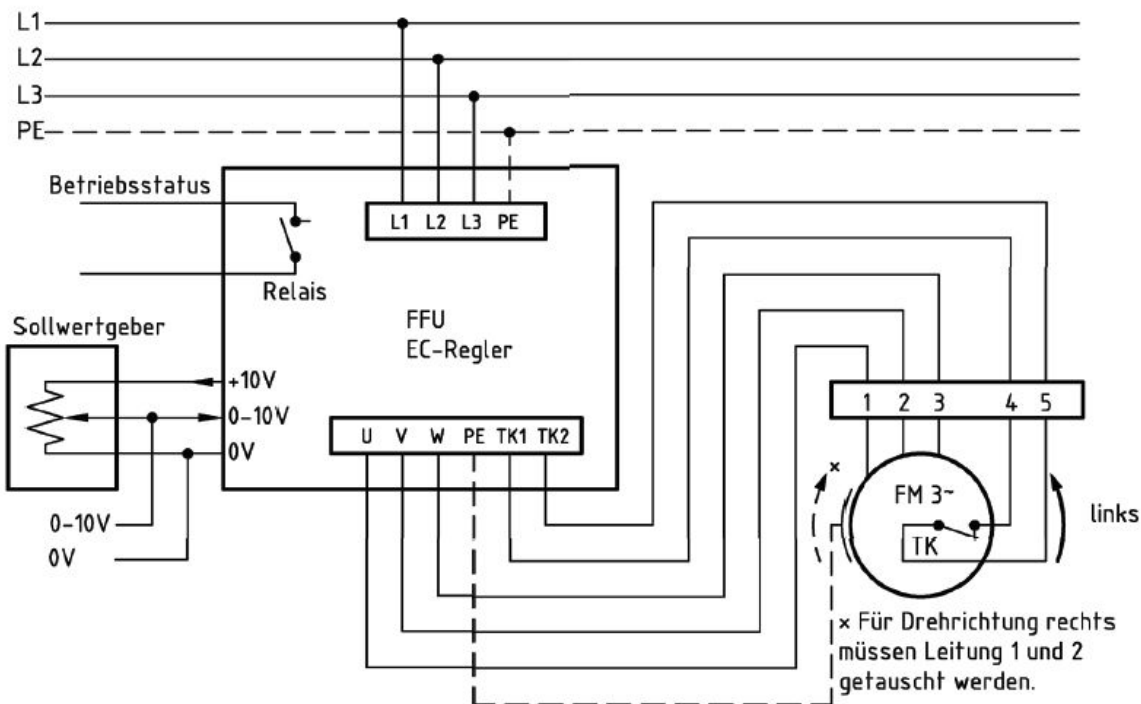 L1
L2
L3
PE
Betriebsstatus
L1 L2 L3 PE
Relais
Sollwertgeber
FFU
EC-Regler
+10V
0-10V
0V
U V W PE TK1 TK2
1 2 3 4 5
×
FM 3~
TK
links
0-10V
0V
× Für Drehrichtung rechts
müssen Leitung 1 und 2
getauscht werden.